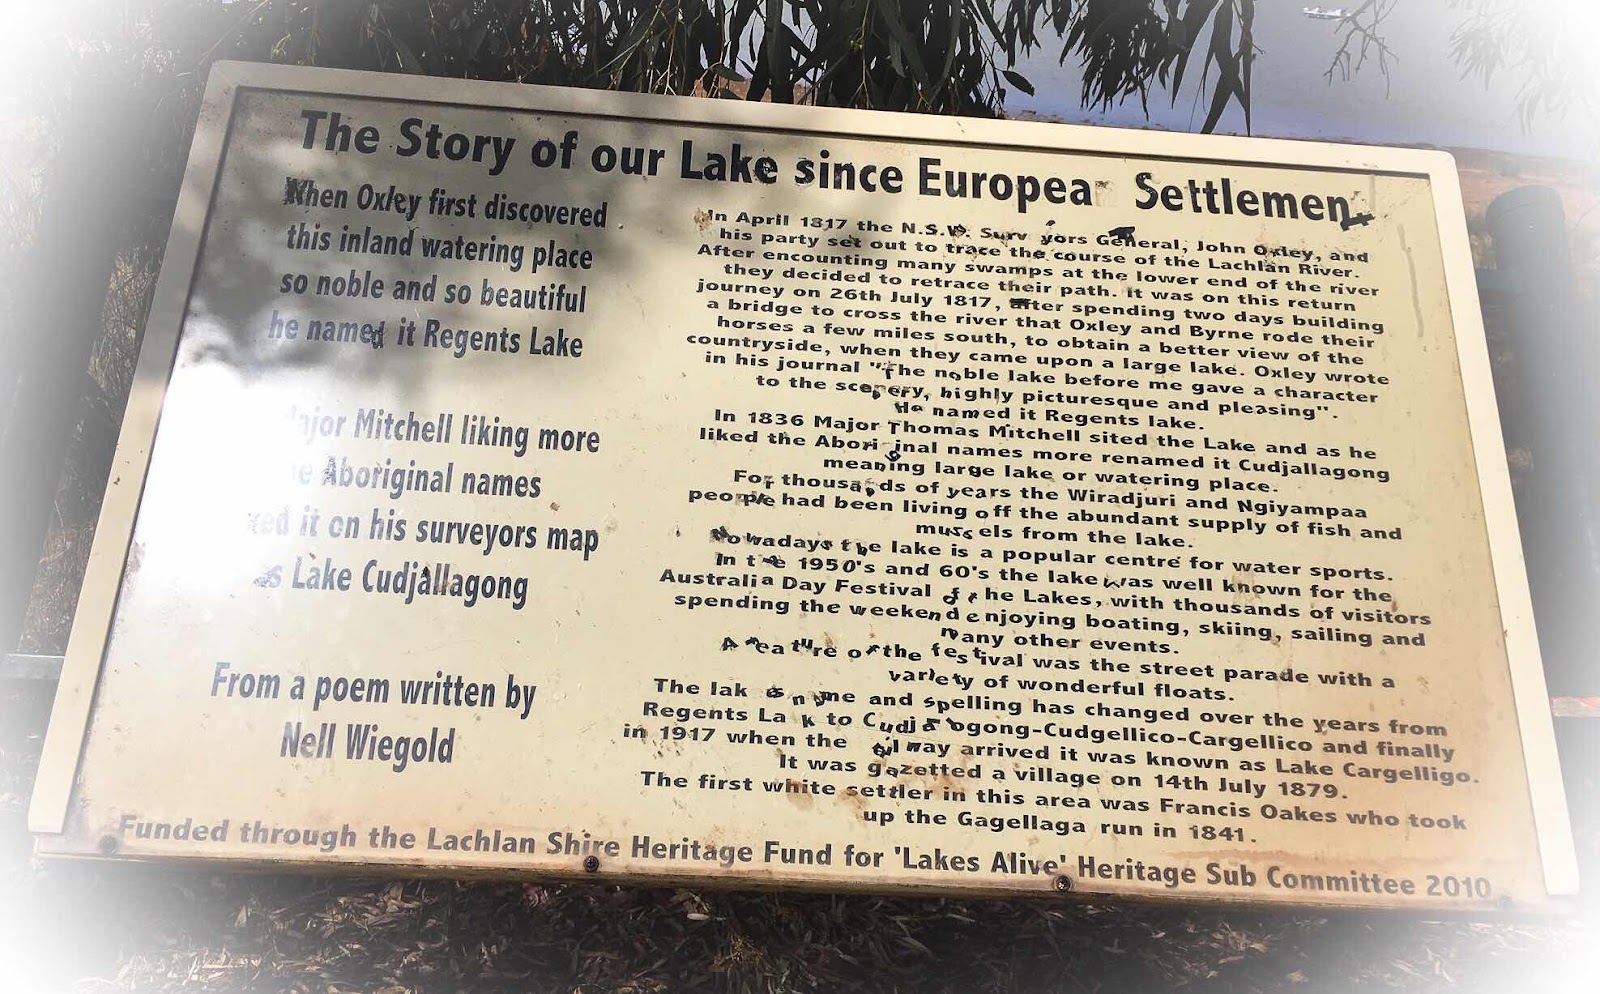 The Story of our Lake since Europea Settlemen
When Oxley first discovered
this inland watering place
so noble and so beautiful
he named it Regents Lake
Major Mitchell liking more
Aboriginal names
it on his surveyors map
as Lake Cudjallagong
From a poem written by
Nell Wiegold
In April 1817 the N.S.W. Surv yors General, John Oxley, and
his party set out to trace the course of the Lachlan River.
After encounting many swamps at the lower end of the river
they decided to retrace their path. It was on this return
journey on 26th July 1817, after spending two days building
a bridge to cross the river that Oxley and Byrne rode their
horses a few miles south, to obtain a better view of the
countryside, when they came upon a large lake. Oxley wrote
in his journal "The noble lake before me gave a character
to the scenery, highly picturesque and pleasing".
He named it Regents lake.
In 1836 Major Thomas Mitchell sited the Lake and as he
liked the Aboriginal names more renamed it Cudjallagong
meaning large lake or watering place.
For thousands of years the Wiradjuri and Ngiyampaa
people had been living off the abundant supply of fish and
mussels from the lake.
Nowadays the lake is a popular centre for water sports.
In the 1950's and 60's the lake was well known for the
Australia Day Festival of the Lakes, with thousands of visitors
spending the weekend enjoying boating, skiing, sailing and
many other events.
A feature of the festival was the street parade with a
variety of wonderful floats.
The lak s name and spelling has changed over the years from
Regents Lak to Cudjalogong-Cudgellico-Cargellico and finally
in 1917 when the railway arrived it was known as Lake Cargelligo.
It was gazetted a village on 14th July 1879.
The first white settler in this area was Francis Oakes who took
up the Gagellaga run in 1841.
Funded through the Lachlan Shire Heritage Fund for 'Lakes Alive' Heritage Sub Committee 2010